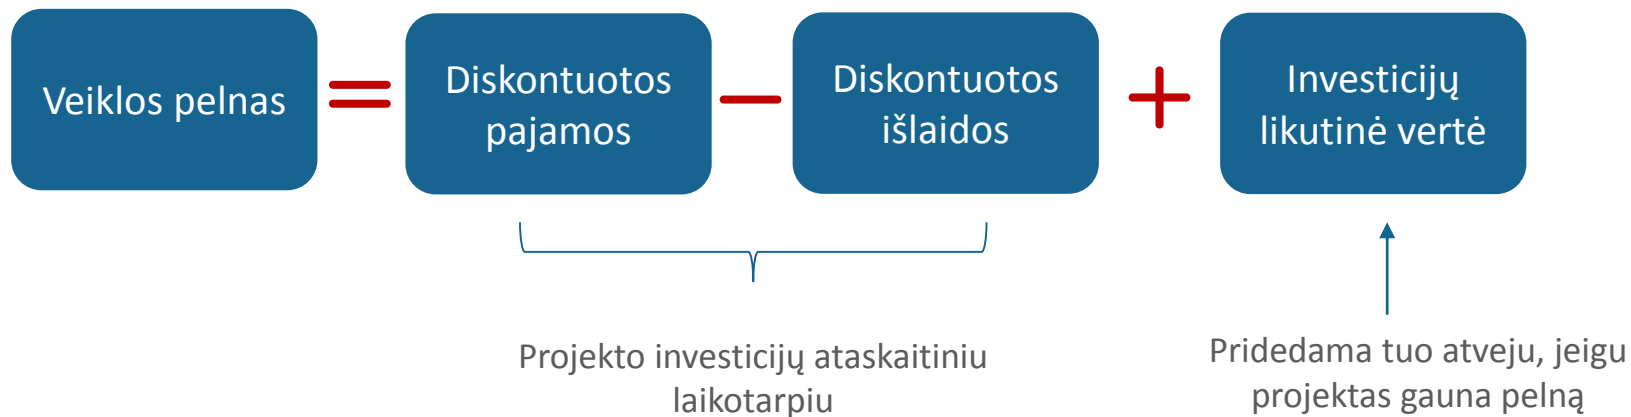 Veiklos pelnas
=
Diskontuotos
pajamos
−
Diskontuotos
išlaidos
+
Investicijų
likutinė vertė
Projekto investicijų ataskaitiniu
laikotarpiu
Pridedama tuo atveju, jeigu
projektas gauna pelną